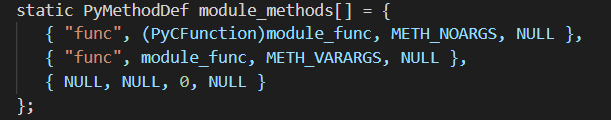 static PyMethodDef module_methods[] = {
    { "func", (PyCFunction)module_func, METH_NOARGS, NULL },
    { "func", module_func, METH_VARARGS, NULL },
    { NULL, NULL, 0, NULL }
};